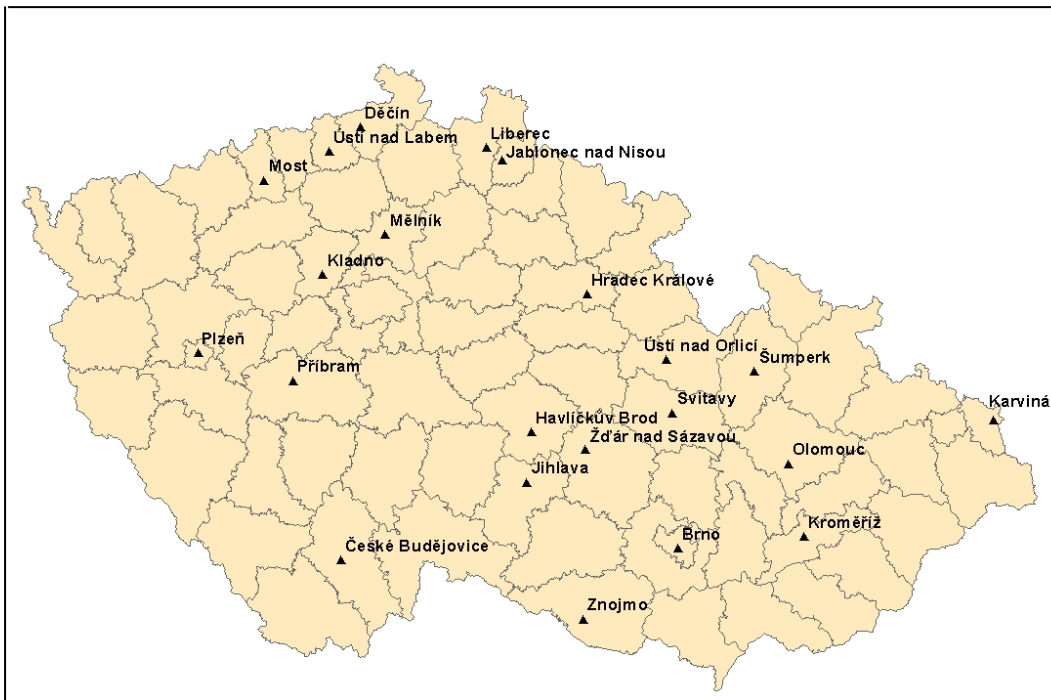 Děčín
Ústí nad Labem
Liberec
Jablonec nad Nisou
Most
Mělník
Kladno
Hradec Králové
Plzeň
Ústí nad Orlicí
Šumperk
Příbram
Svitavy
Karviná
Havlíčkův Brod
Žďár nad Sázavou
Olomouc
Jihlava
Kroměříž
Brno
České Budějovice
Znojmo